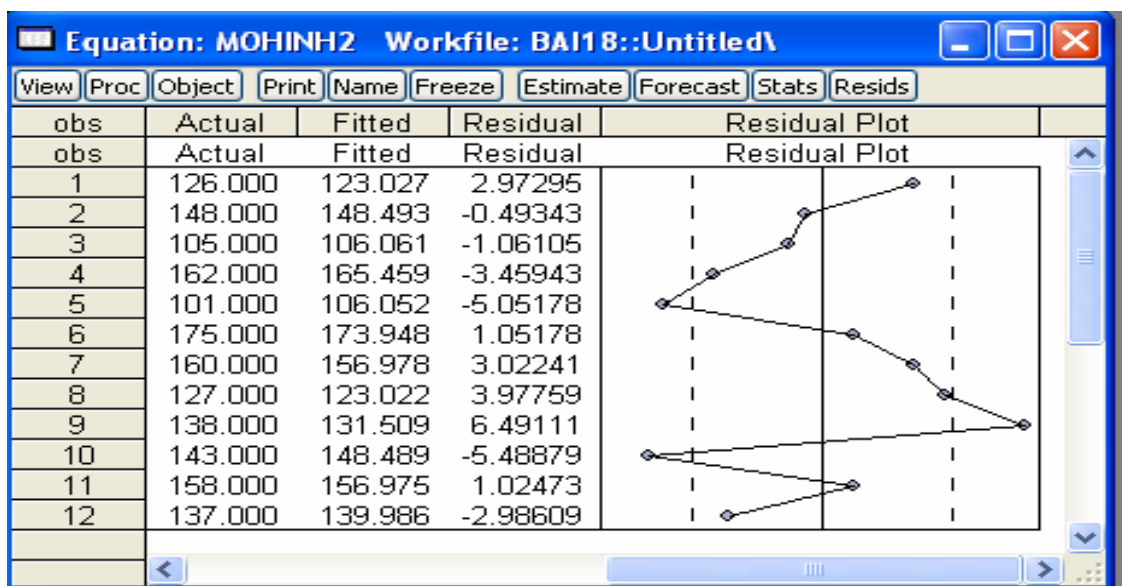 Equation: MOHINH2 Workfile: BAI18::Untitled\
View Proc Object Print Name Freeze Estimate Forecast Stats Resids
obs Actual Fitted Residual Residual Plot
obs Actual Fitted Residual Residual Plot
1 126.000 123.027 2.97295
2 148.000 148.493 -0.49343
3 105.000 106.061 -1.06105
4 162.000 165.459 -3.45943
5 101.000 106.052 -5.05178
6 175.000 173.948 1.05178
7 160.000 156.978 3.02241
8 127.000 123.022 3.97759
9 138.000 131.509 6.49111
10 143.000 148.489 -5.48879
11 158.000 156.975 1.02473
12 137.000 139.986 -2.98609